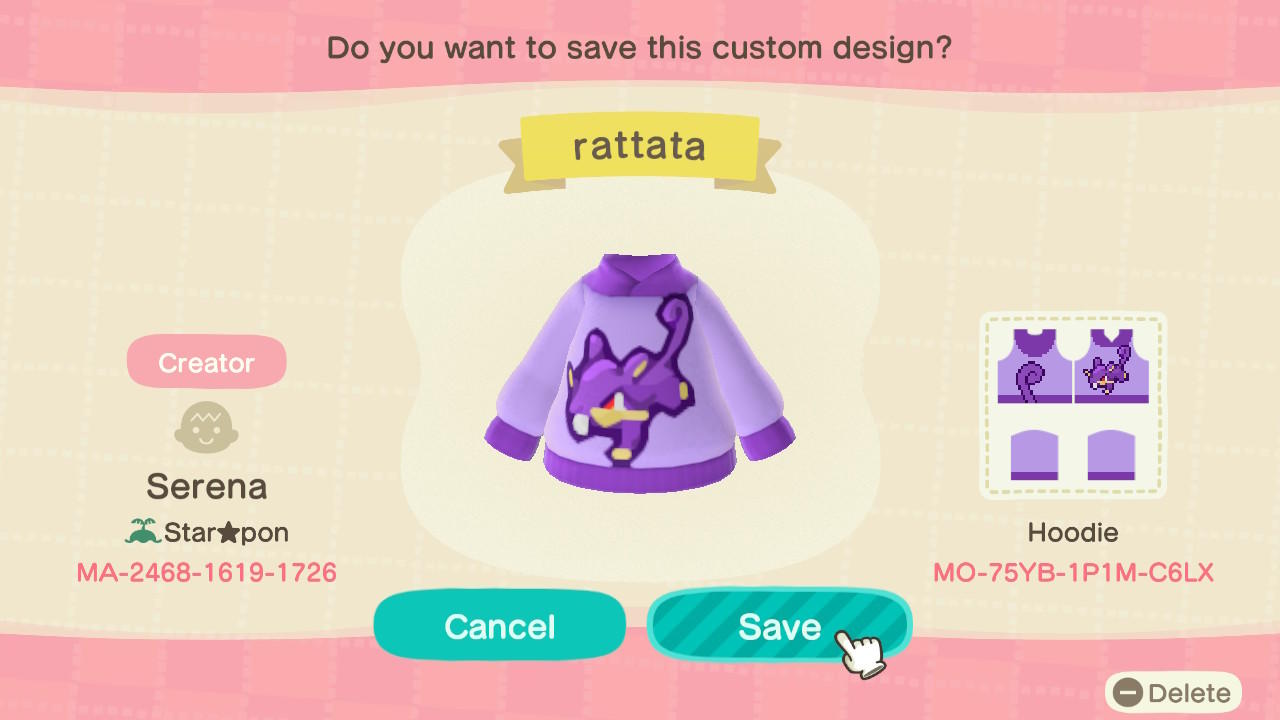 Do you want to save this custom design?
rattata
Creator
Serena
Star★pon
MA-2468-1619-1726
Hoodie
MO-75YB-1P1M-C6LX
Cancel
Save
Delete